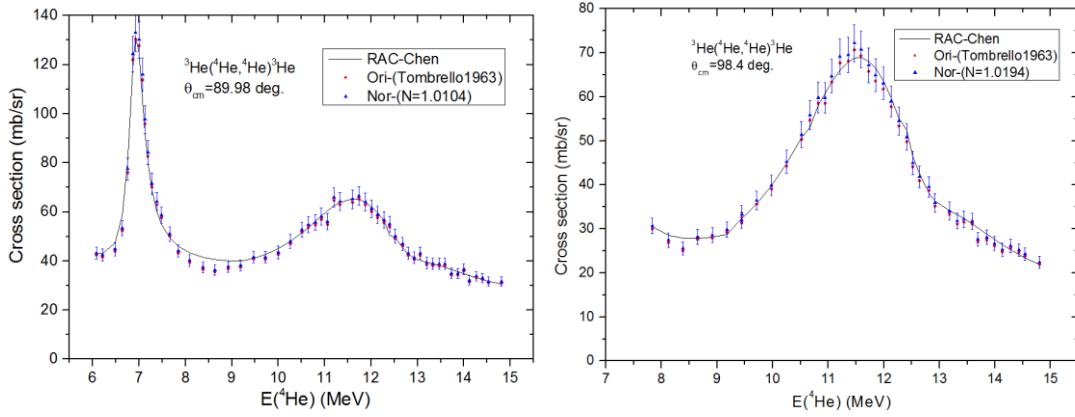 140
120
100
80
60
40
20
0
Cross section (mb/sr)
³He(⁴He,⁴He)³He
θcm=89.98 deg.
RAC-Chen
Ori-(Tombrello1963)
Nor-(N=1.0104)
6 7 8 9 10 11 12 13 14 15
E(⁴He) (MeV)
80
70
60
50
40
30
20
10
0
Cross section (mb/sr)
³He(⁴He,⁴He)³He
θcm=98.4 deg.
RAC-Chen
Ori-(Tombrello1963)
Nor-(N=1.0194)
7 8 9 10 11 12 13 14 15
E(⁴He) (MeV)